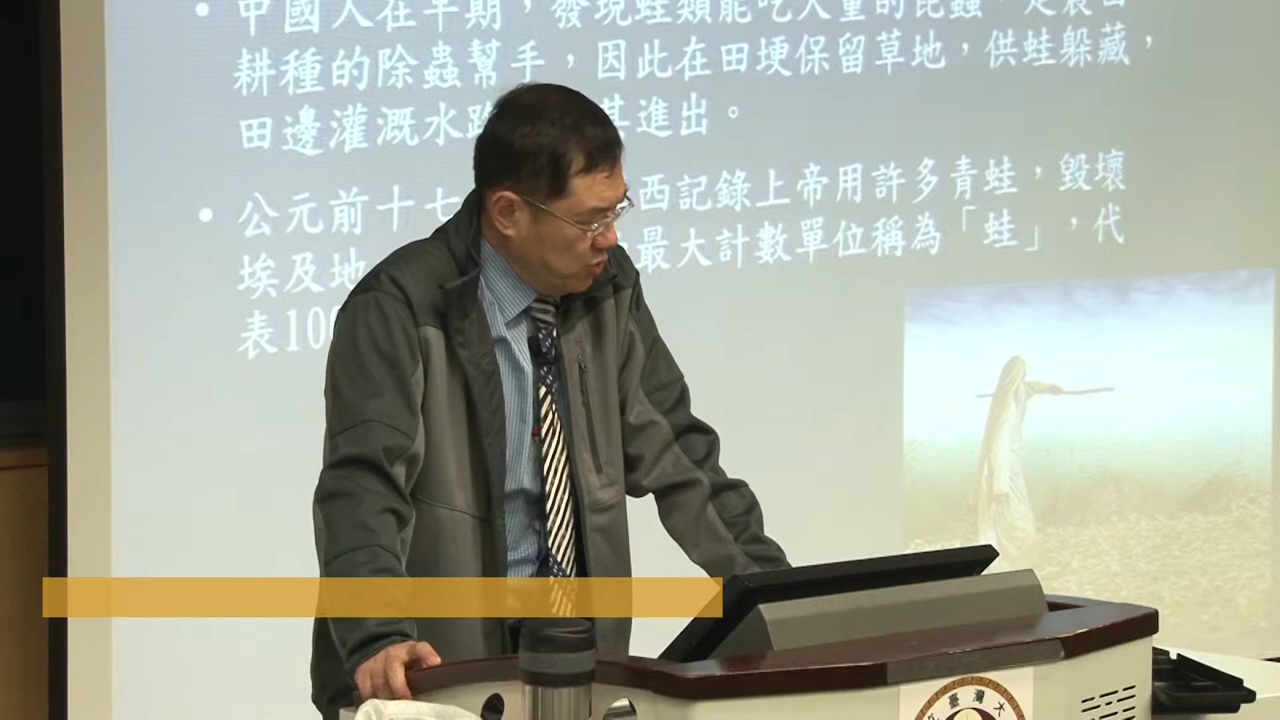 中國人在早期，發現蛙類能吃大量的昆蟲，是農田
耕種的除蟲幫手，因此在田埂保留草地，供蛙躲藏，
田邊灌溉水 其進出。
公元前十七 西記錄上帝用許多青蛙，毀壞
埃及地 最大計數單位稱為「蛙」，代
表100
臺灣大